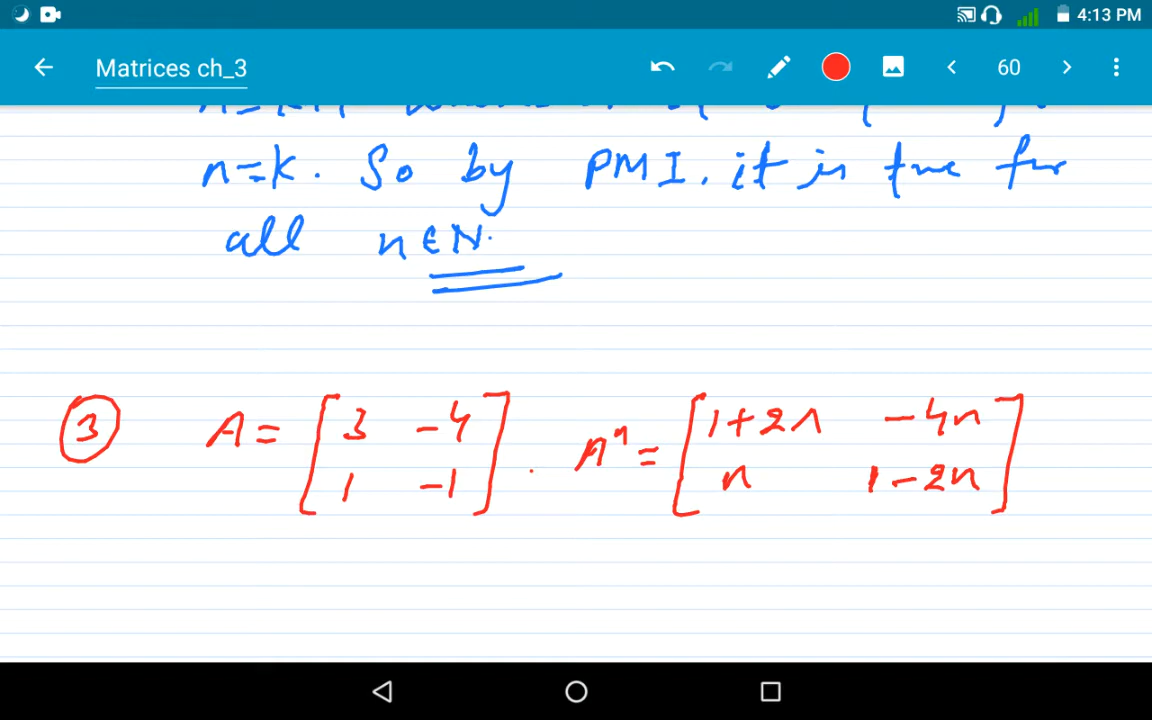 4:13 PM
Matrices ch_3
60
n=k. So by PMI, it is true for
all n∈N.
③ A = [3 -4 . Aⁿ = [1+2n -4n
1 -1] n 1-2n]